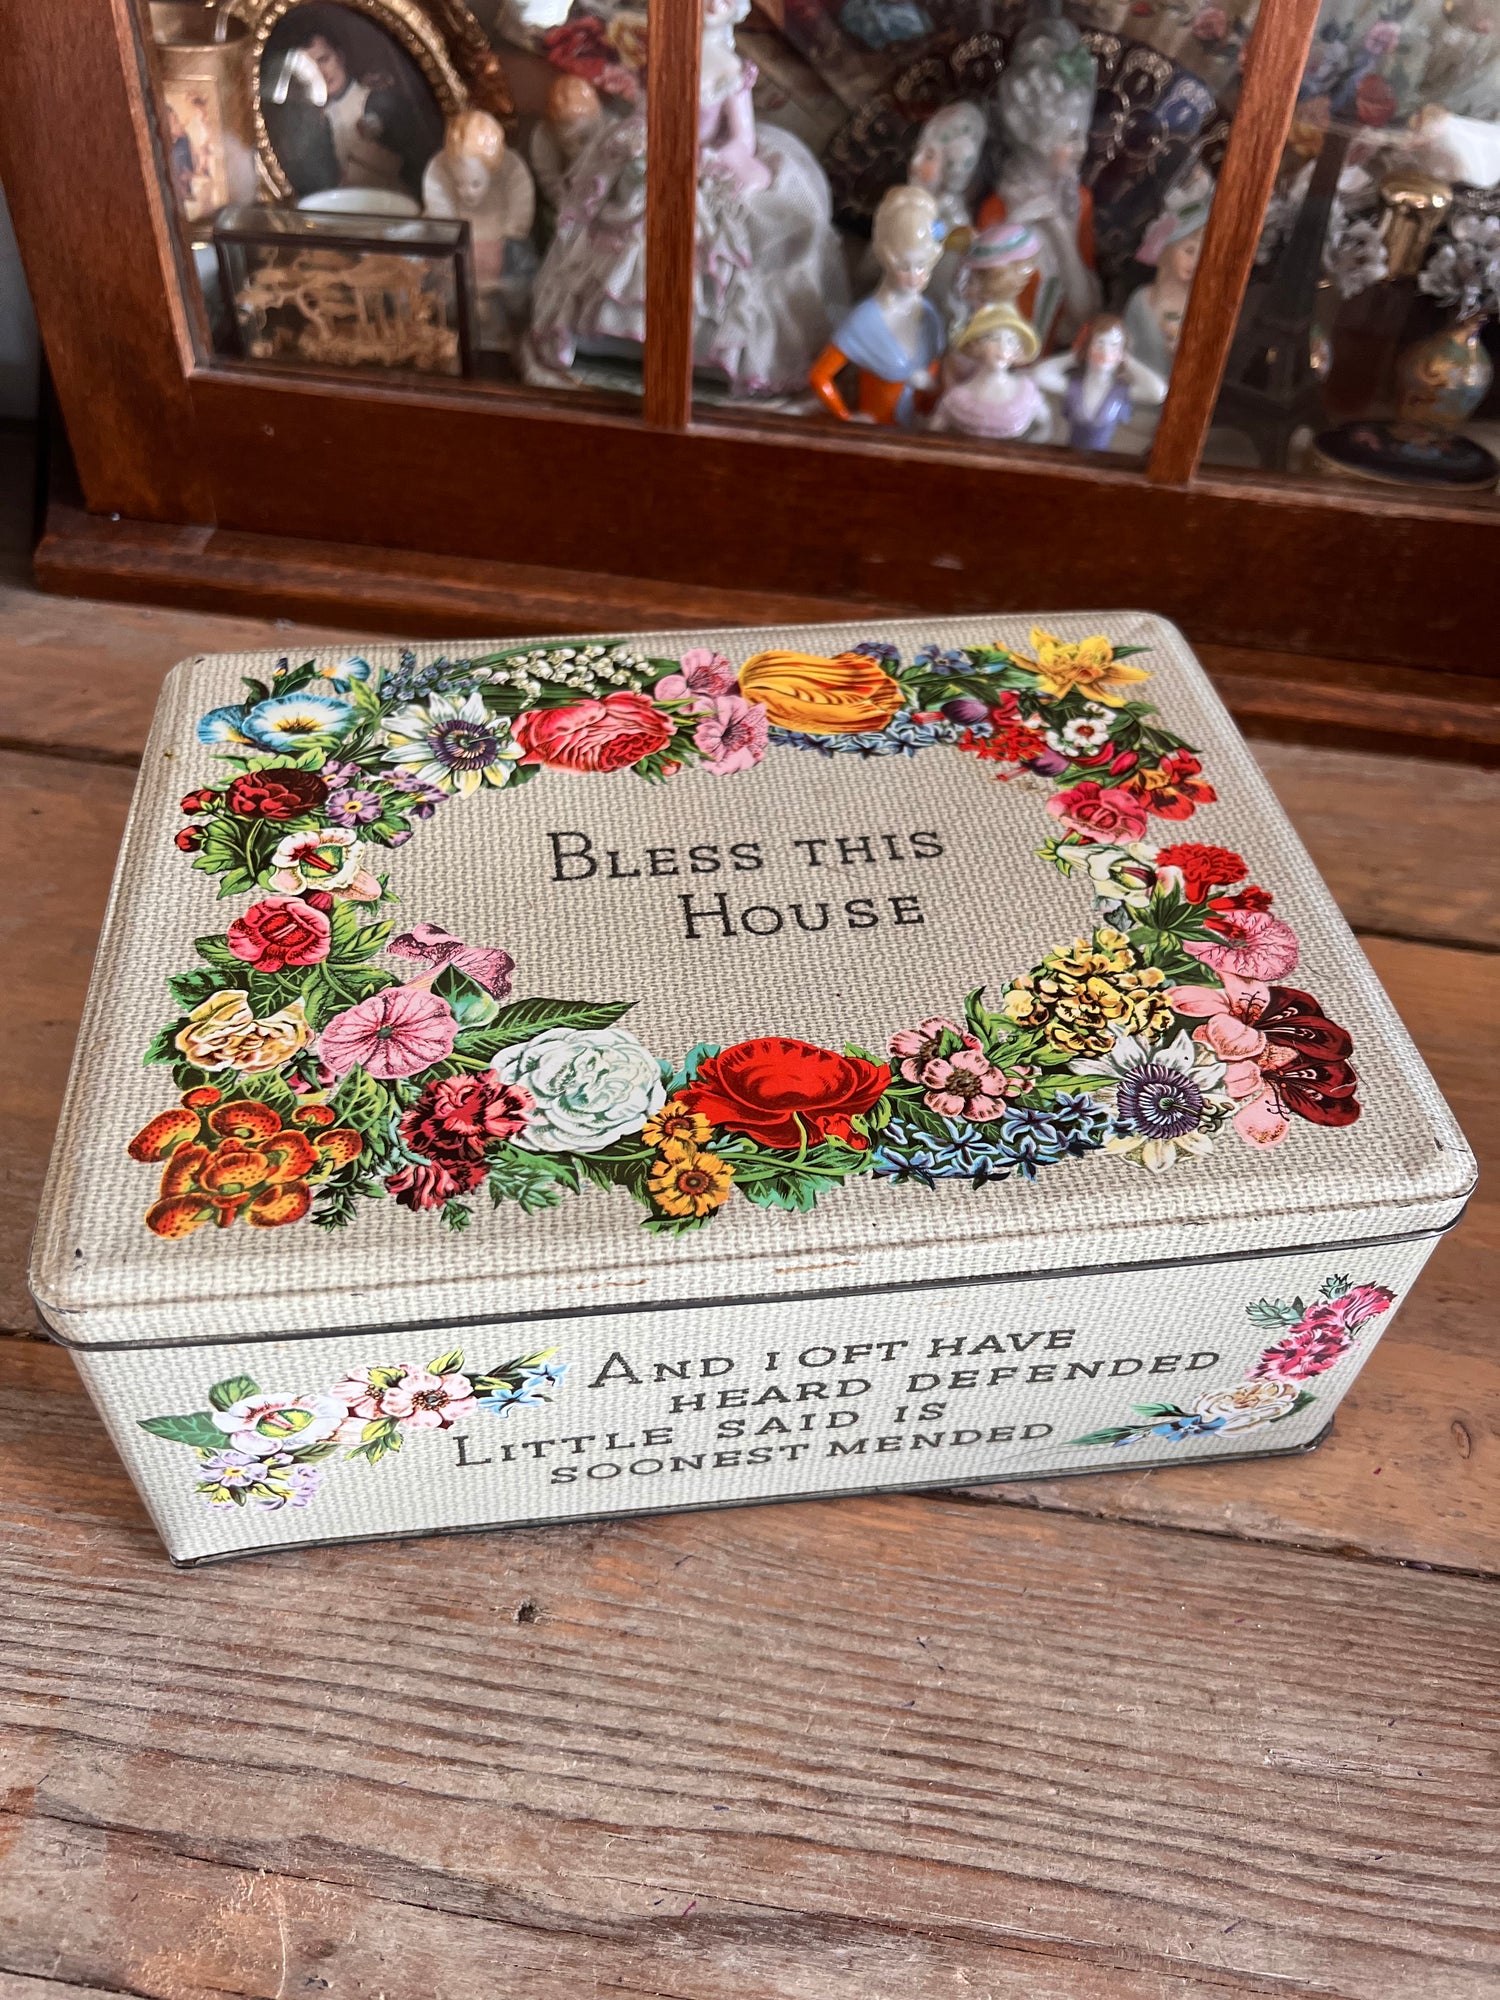 Bless this
House
And I oft have
heard defended
Little said is
soonest mended